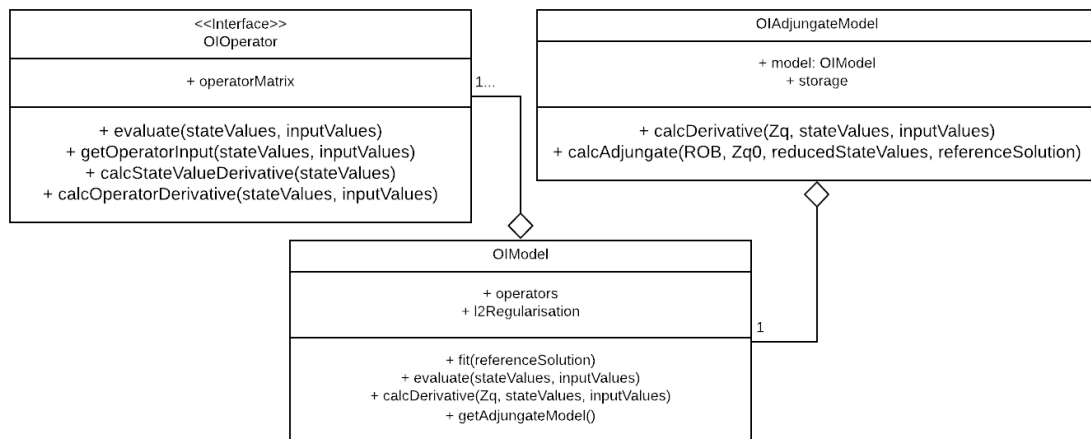 <<Interface>>
OIOperator
+ operatorMatrix
+ evaluate(stateValues, inputValues)
+ getOperatorInput(stateValues, inputValues)
+ calcStateValueDerivative(stateValues)
+ calcOperatorDerivative(stateValues, inputValues)
1...
OIAdjungateModel
+ model: OIModel
+ storage
+ calcDerivative(Zq, stateValues, inputValues)
+ calcAdjungate(ROB, Zq0, reducedStateValues, referenceSolution)
OIModel
+ operators
+ l2Regularisation
+ fit(referenceSolution)
+ evaluate(stateValues, inputValues)
+ calcDerivative(Zq, stateValues, inputValues)
+ getAdjungateModel()
1